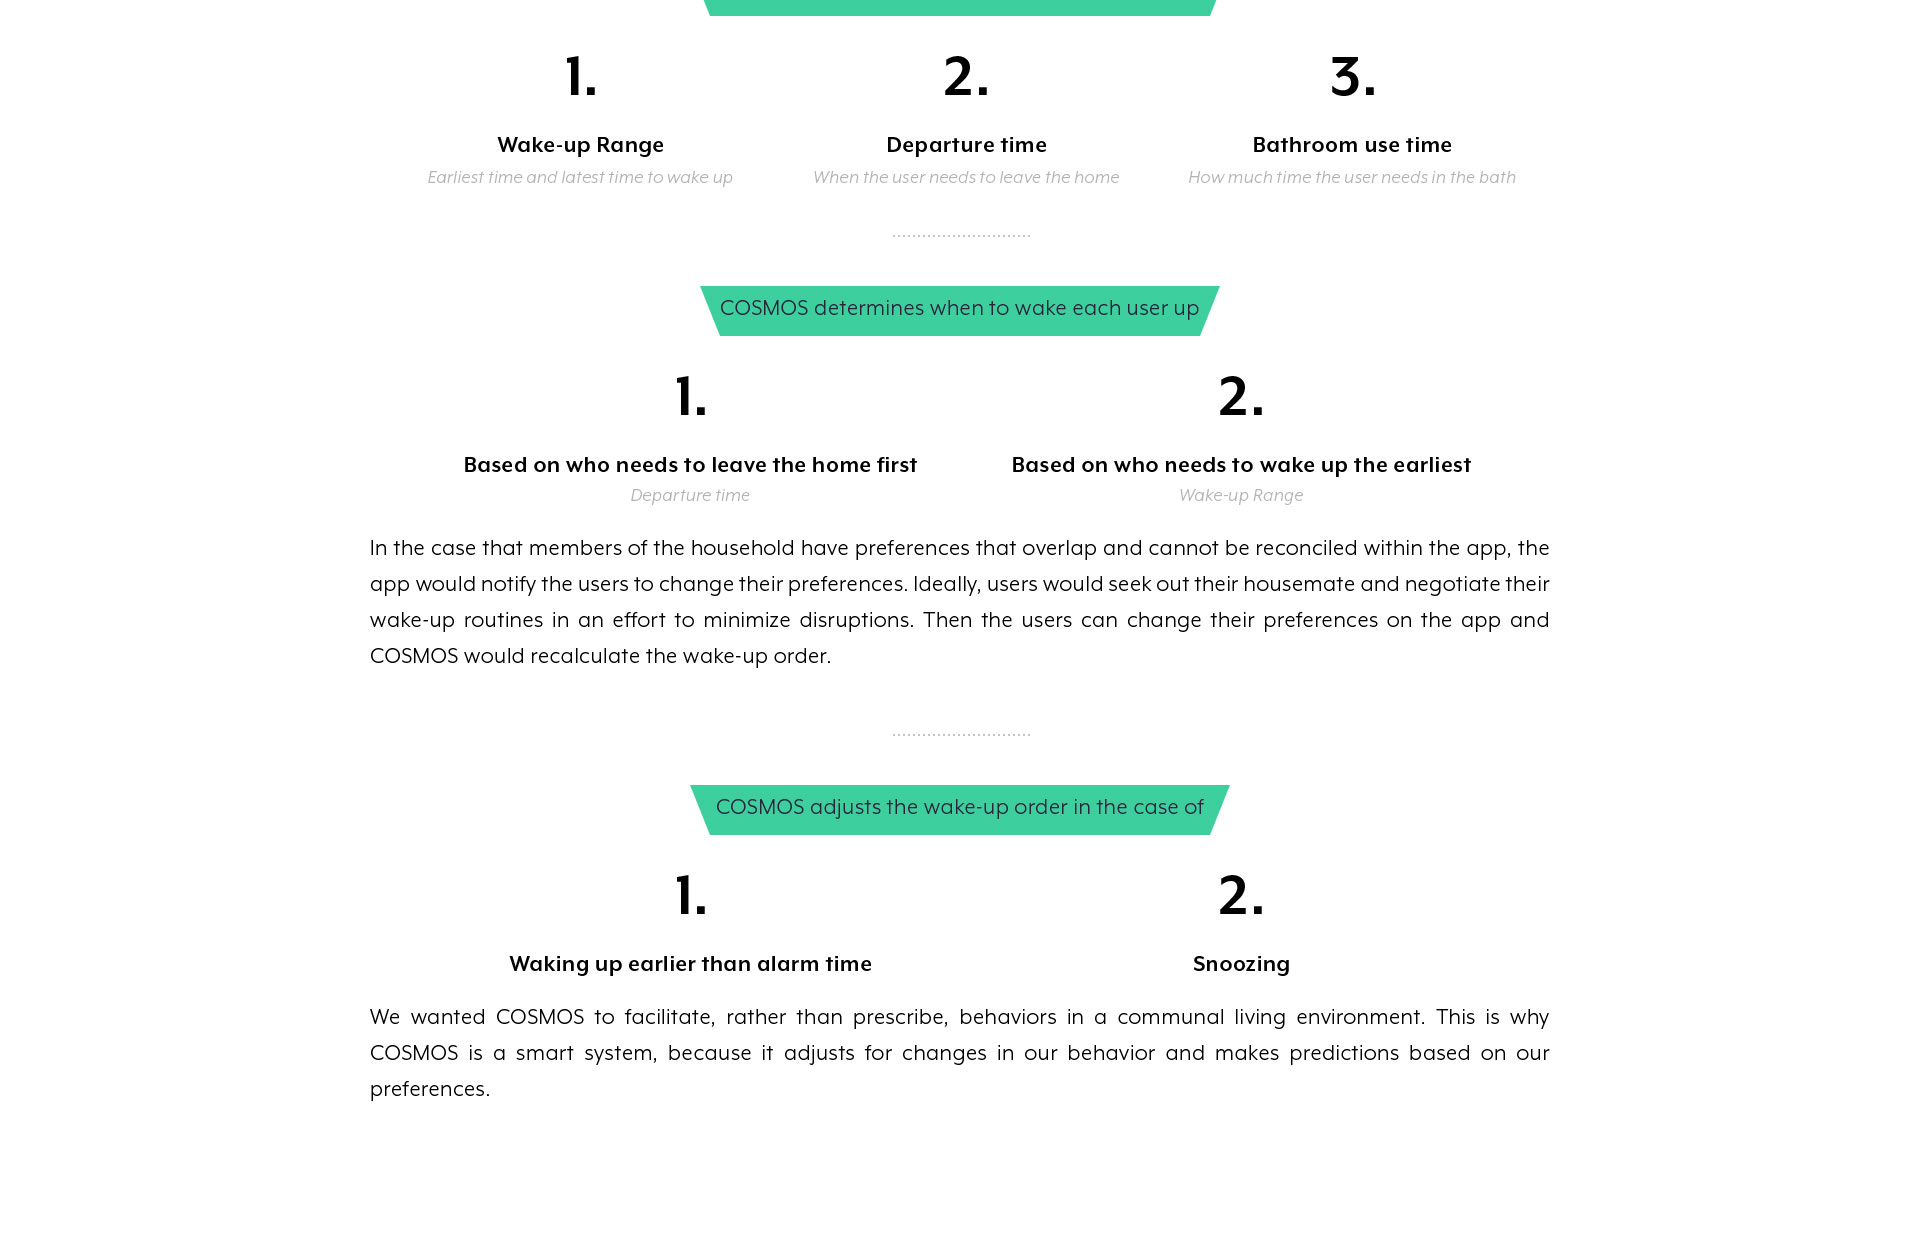 1.
2.
3.
Wake-up Range
Departure time
Bathroom use time
Earliest time and latest time to wake up
When the user needs to leave the home
How much time the user needs in the bath
COSMOS determines when to wake each user up
1.
2.
Based on who needs to leave the home first
Based on who needs to wake up the earliest
Departure time
Wake-up Range
In the case that members of the household have preferences that overlap and cannot be reconciled within the app, the
app would notify the users to change their preferences. Ideally, users would seek out their housemate and negotiate their
wake-up routines in an effort to minimize disruptions. Then the users can change their preferences on the app and
COSMOS would recalculate the wake-up order.
COSMOS adjusts the wake-up order in the case of
1.
2.
Waking up earlier than alarm time
Snoozing
We wanted COSMOS to facilitate, rather than prescribe, behaviors in a communal living environment. This is why
COSMOS is a smart system, because it adjusts for changes in our behavior and makes predictions based on our
preferences.